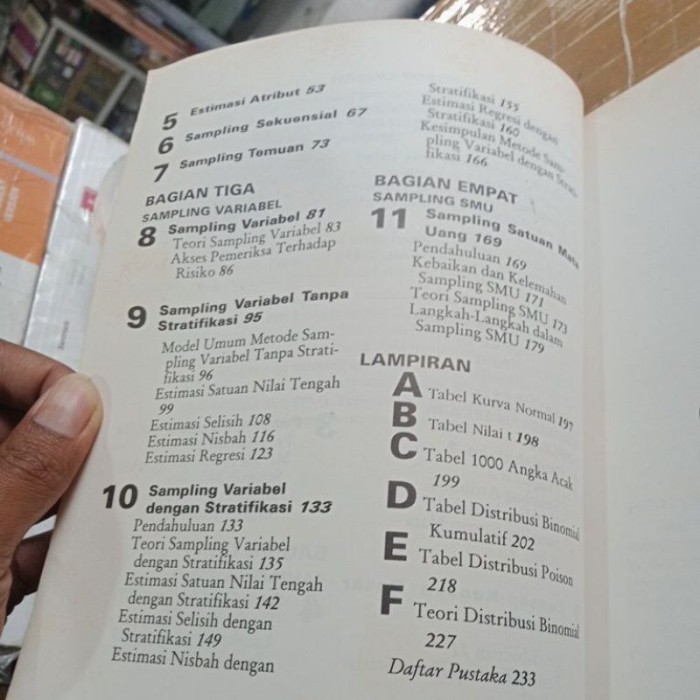 5 Estimasi Atribut 53
6 Sampling Sekuensial 67
7 Sampling Temuan 73
BAGIAN TIGA
SAMPLING VARIABEL
8 Sampling Variabel 81
Teori Sampling Variabel 83
Akses Pemeriksa Terhadap
Risiko 86
9 Sampling Variabel Tanpa
Stratifikasi 95
Model Umum Metode Sam-
pling Variabel Tanpa Strati-
fikasi 96
Estimasi Satuan Nilai Tengah
99
Estimasi Selisih 108
Estimasi Nisbah 116
Estimasi Regresi 123
10 Sampling Variabel
dengan Stratifikasi 133
Pendahuluan 133
Teori Sampling Variabel
dengan Stratifikasi 135
Estimasi Satuan Nilai Tengah
dengan Stratifikasi 142
Estimasi Selisih dengan
Stratifikasi 149
Estimasi Nisbah dengan
Stratifikasi 155
Estimasi Regresi dengan
Stratifikasi 160
Kesimpulan Metode Sam-
pling Variabel dengan Strati-
fikasi 166
BAGIAN EMPAT
SAMPLING SMU
11 Sampling Satuan Mata
Uang 169
Pendahuluan 169
Kebaikan dan Kelemahan
Sampling SMU 171
Teori Sampling SMU 173
Langkah-Langkah dalam
Sampling SMU 179
LAMPIRAN
A Tabel Kurva Normal 197
B Tabel Nilai t 198
C Tabel 1000 Angka Acak
199
D Tabel Distribusi Binomial
Kumulatif 202
E Tabel Distribusi Poison
218
F Teori Distribusi Binomial
227
Daftar Pustaka 233